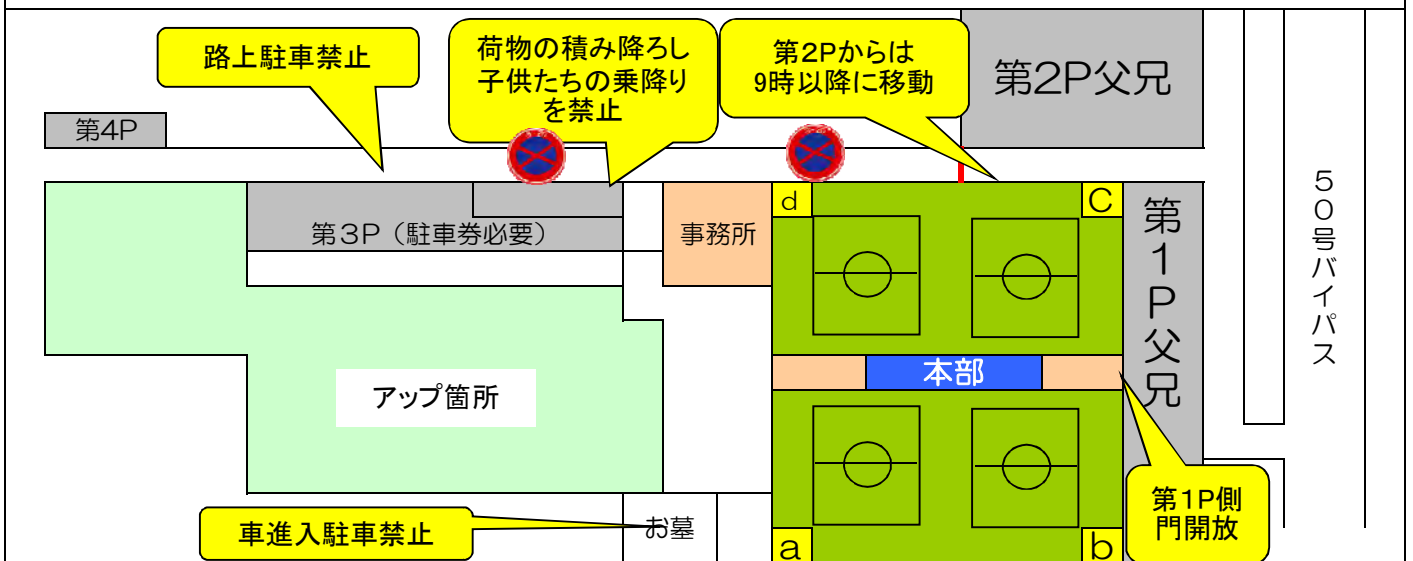 路上駐車禁止
荷物の積み降ろし
子供たちの乗降り
を禁止
第2Pからは
9時以降に移動
第2P父兄
第4P
d
C
第1P父兄
50号バイパス
第3P（駐車券必要）
事務所
本部
アップ箇所
第1P側
門開放
車進入駐車禁止
お墓
a
b